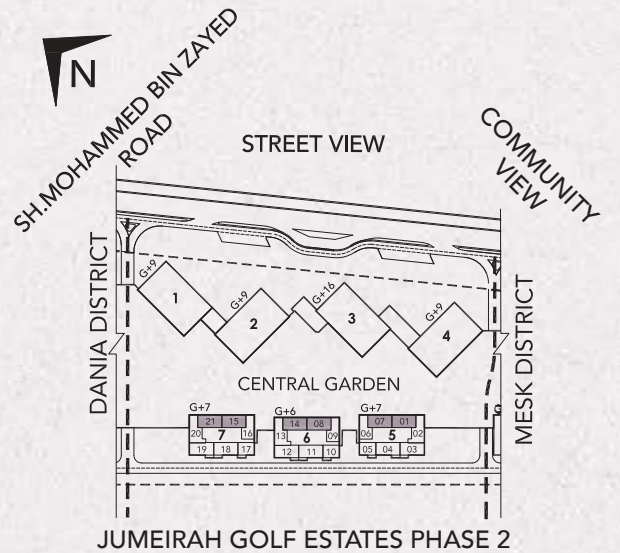 N
SH.MOHAMMED BIN ZAYED
ROAD
STREET VIEW
COMMUNITY
VIEW
DANIA DISTRICT
MESK DISTRICT
G+9
1
G+9
2
G+16
3
G+9
4
CENTRAL GARDEN
G+7
21 15
20 7 16
19 18 17
G+6
14 08
13 6 09
12 11 10
G+7
07 01
06 5 02
05 04 03
JUMEIRAH GOLF ESTATES PHASE 2